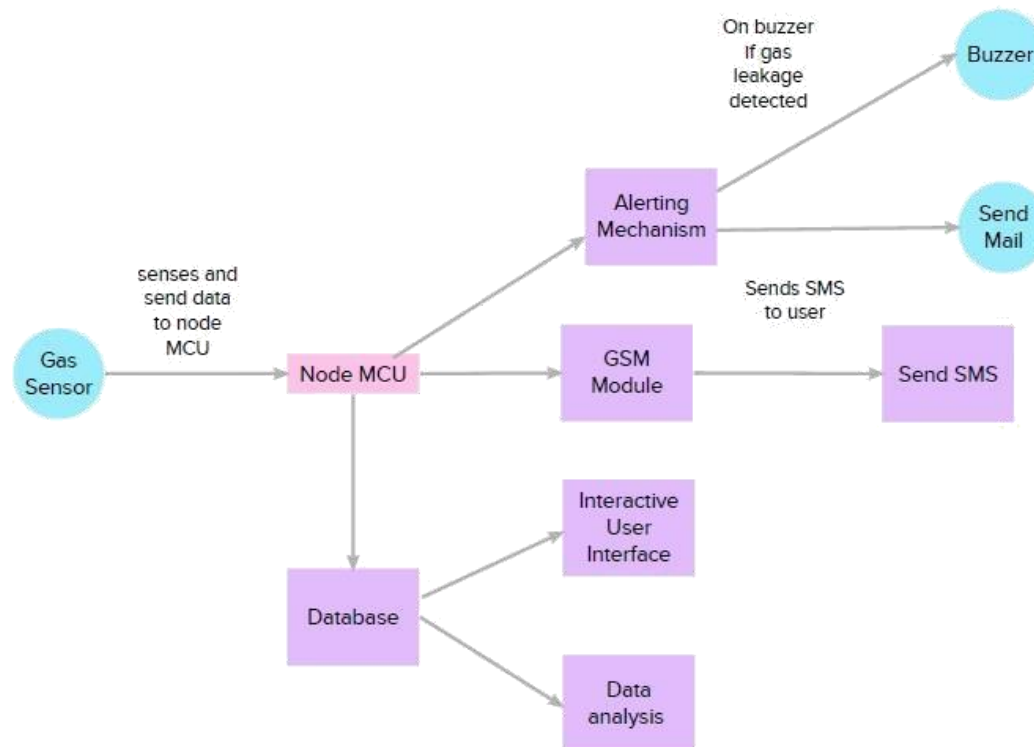 On buzzer
if gas
leakage
detected
Buzzer
Alerting
Mechanism
Send
Mail
senses and
send data
to node
MCU
Sends SMS
to user
Gas
Sensor
Node MCU
GSM
Module
Send SMS
Interactive
User
Interface
Database
Data
analysis